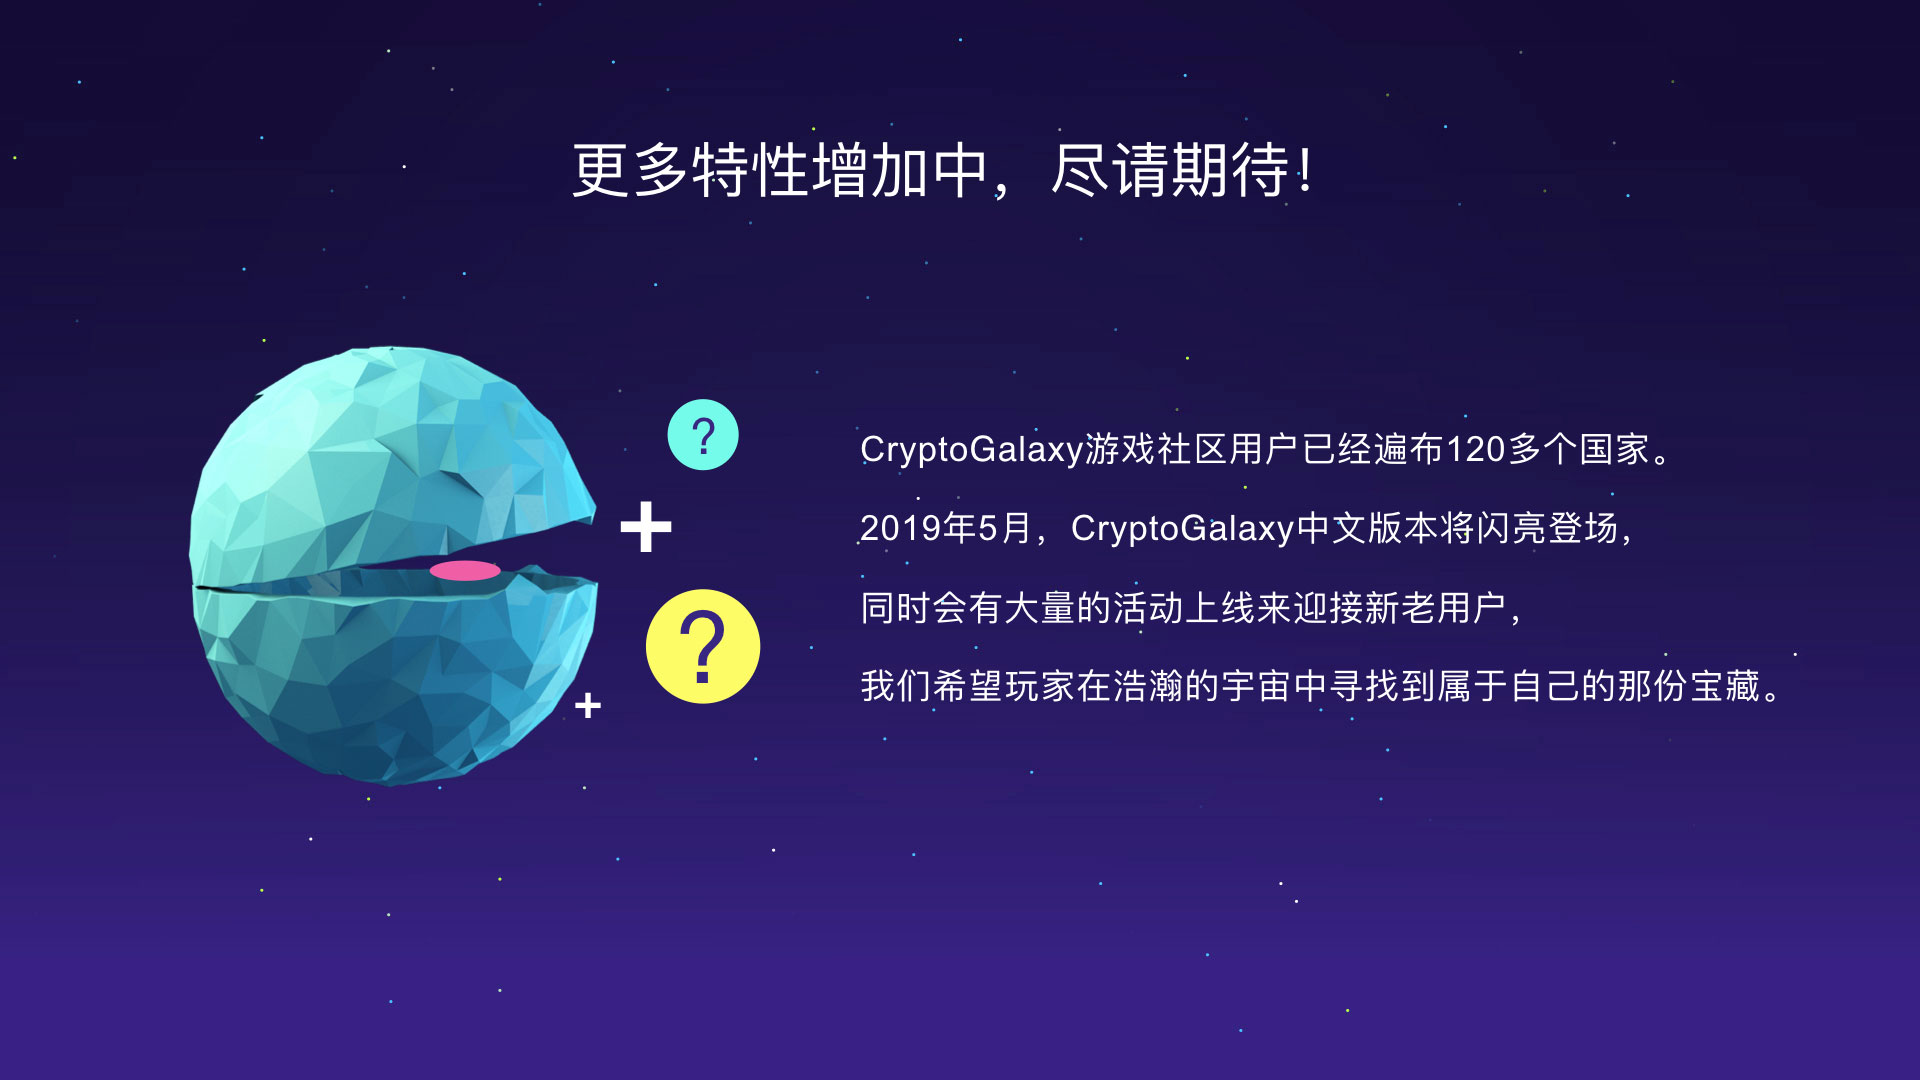 更多特性增加中，尽请期待！
?
?
CryptoGalaxy游戏社区用户已经遍布120多个国家。
2019年5月，CryptoGalaxy中文版本将闪亮登场，
同时会有大量的活动上线来迎接新老用户，
我们希望玩家在浩瀚的宇宙中寻找到属于自己的那份宝藏。